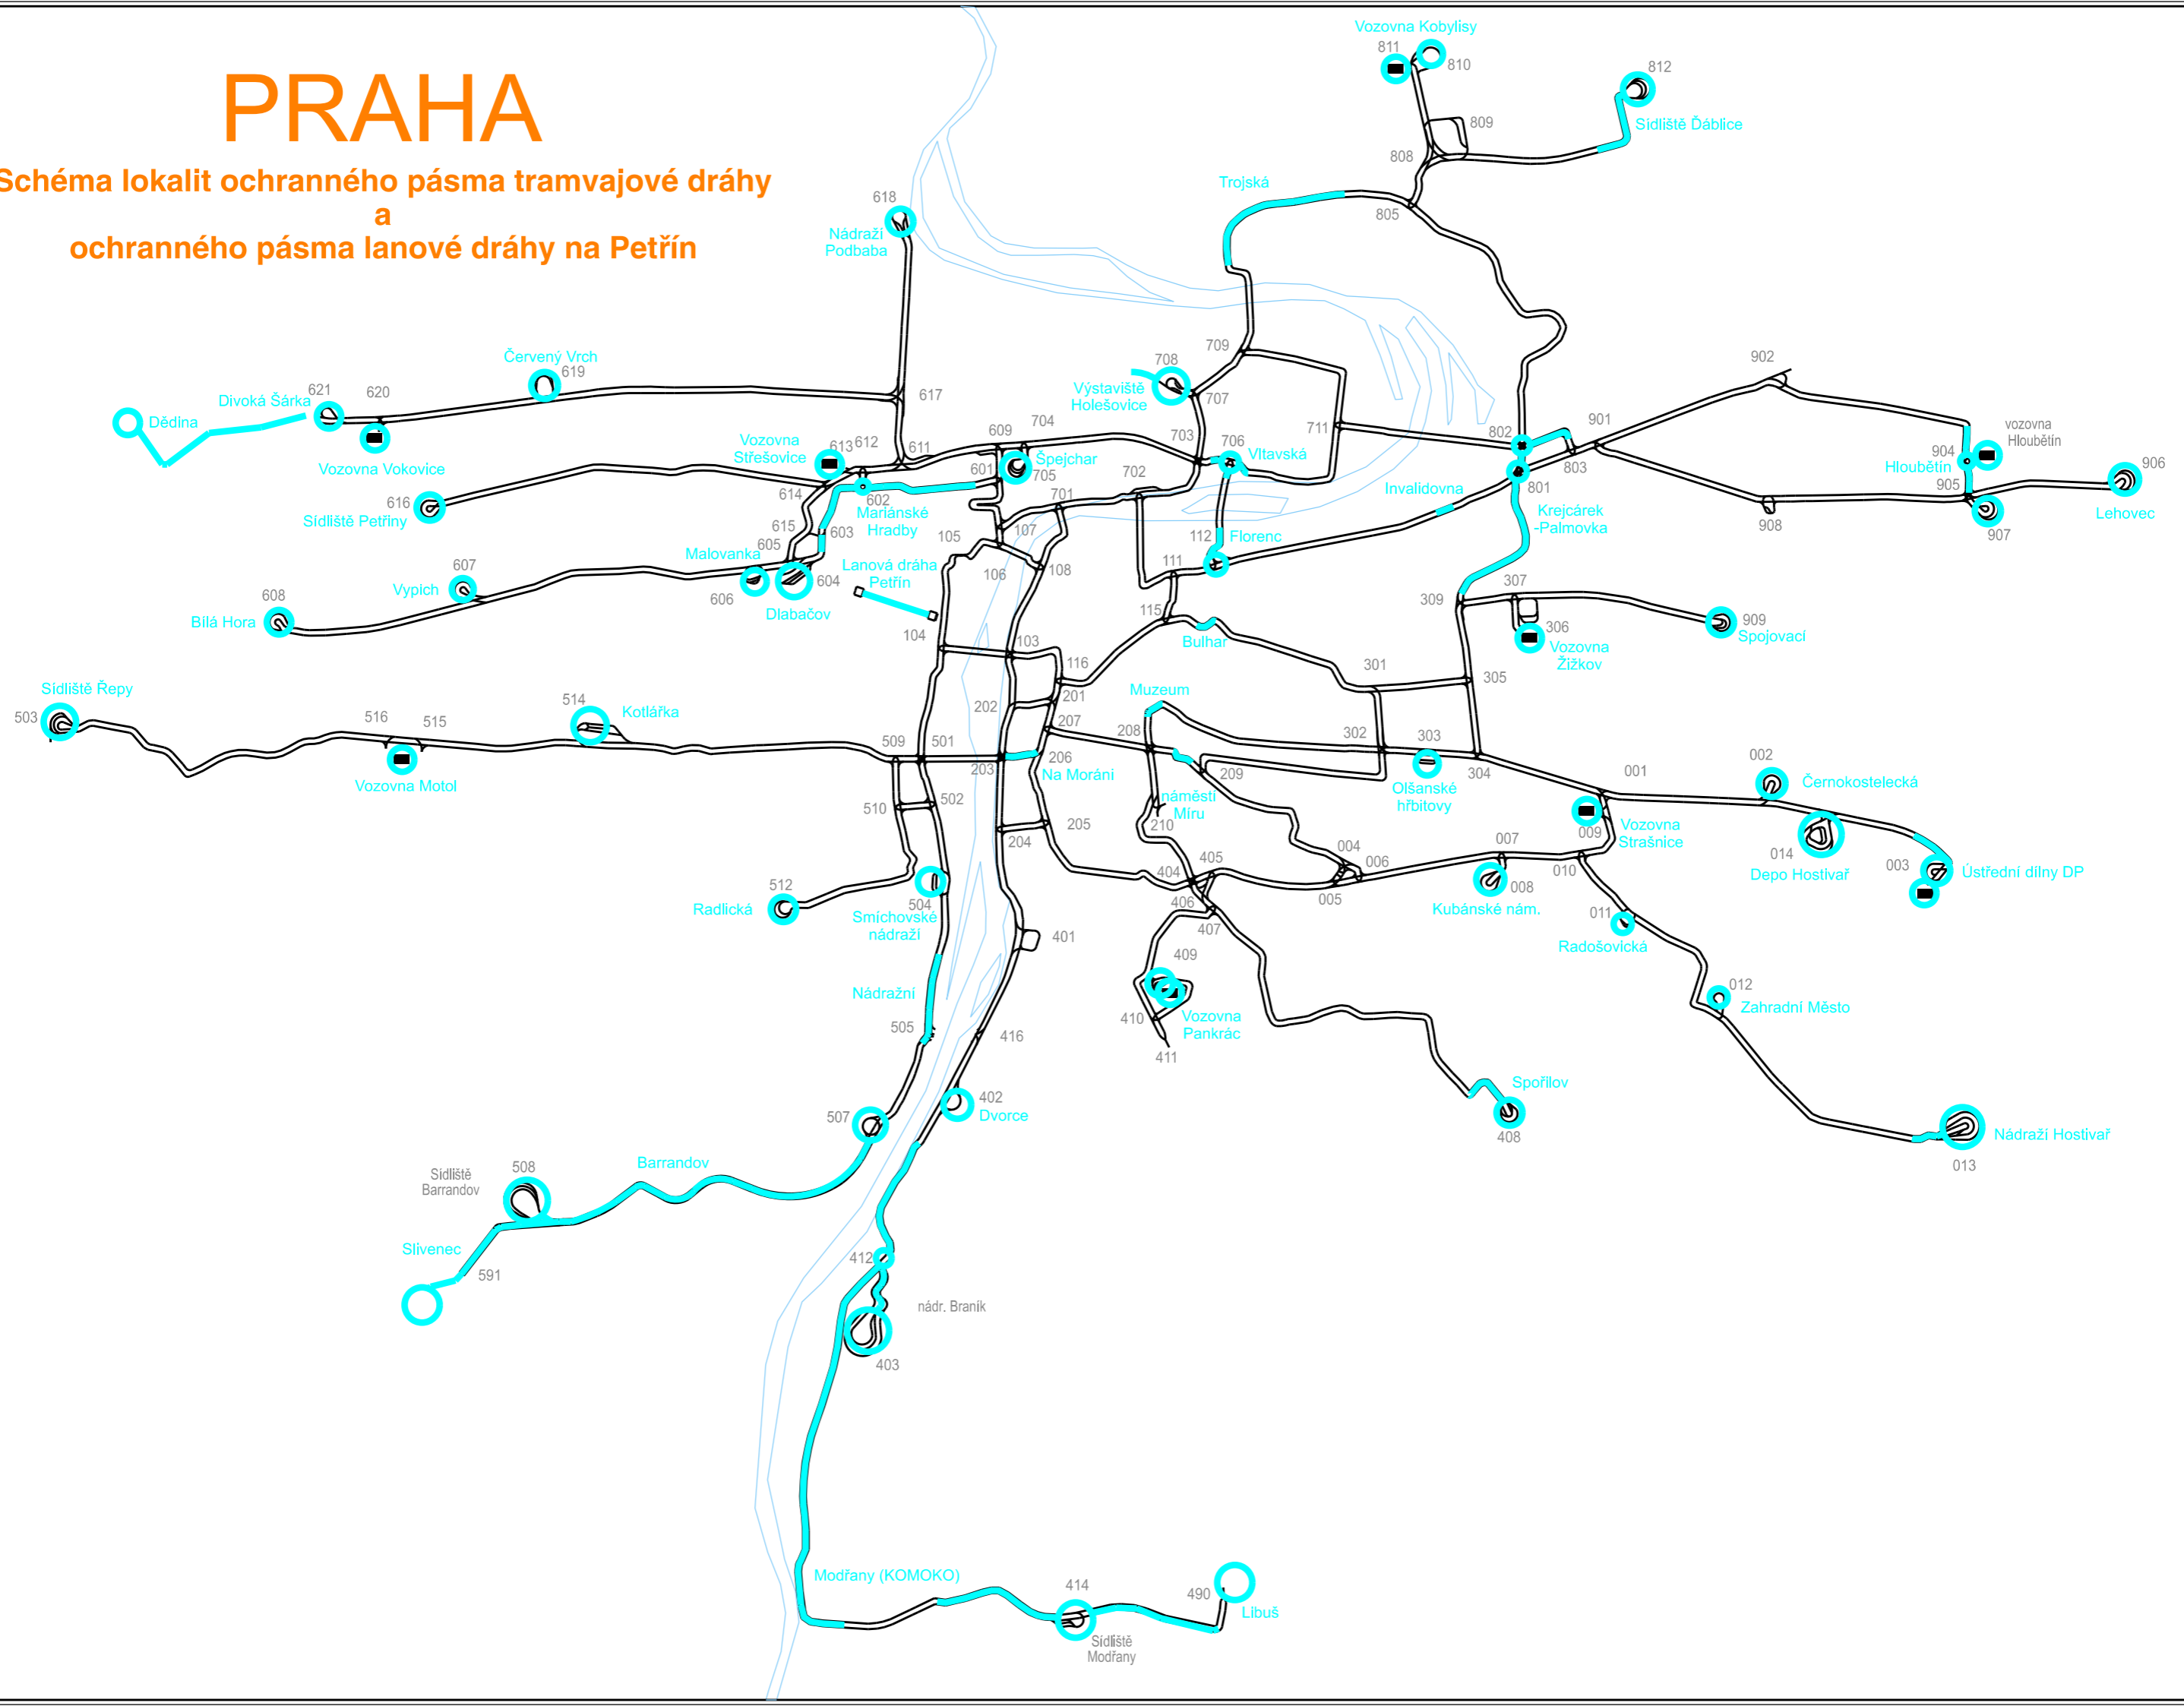 PRAHA
Schéma lokalit ochranného pásma tramvajové dráhy
a
ochranného pásma lanové dráhy na Petřín
Vozovna Kobylisy
811
810
812
809
Sídliště Ďáblice
808
Trojská
805
618
Nádraží
Podbaba
Červený Vrch
619
Divoká Šárka
621
620
Dědina
Vozovna Vokovice
617
708
709
Výstaviště
Holešovice
707
902
Vozovna
Střešovice
613
612
611
609
704
703
706
Vltavská
711
802
901
904
vozovna
Hloubětín
Hloubětín
905
906
Lehovec
907
908
803
801
Krejcárek
-Palmovka
Invalidovna
Špejchar
705
601
702
701
616
Sídliště Petřiny
614
602
Mariánské
Hradby
615
603
605
Malovanka
604
606
Dlabačov
Lanová dráha
Petřín
105
107
106
108
112
Florenc
111
607
Vypich
608
Bílá Hora
309
307
306
Vozovna
Žižkov
909
Spojovací
115
Bulhar
104
103
116
301
305
201
202
Muzeum
207
208
302
303
Sídliště Řepy
503
516
515
514
Kotlářka
Vozovna Motol
509
501
203
206
Na Moráni
209
náměstí
Míru
210
Olšanské
hřbitovy
304
001
002
Černokostelecká
510
502
205
204
009
Vozovna
Strašnice
014
Depo Hostivař
003
Ústřední dílny DP
004
006
007
010
404
405
005
008
Kubánské nám.
011
Radošovická
512
Radlická
504
Smíchovské
nádraží
406
407
401
409
Nádražní
505
410
Vozovna
Pankrác
411
012
Zahradní Město
416
402
Dvorce
507
Spořilov
408
Nádraží Hostivař
013
Sídliště
Barrandov
508
Barrandov
Slivenec
591
412
nádr. Braník
403
Modřany (KOMOKO)
414
490
Libuš
Sídliště
Modřany